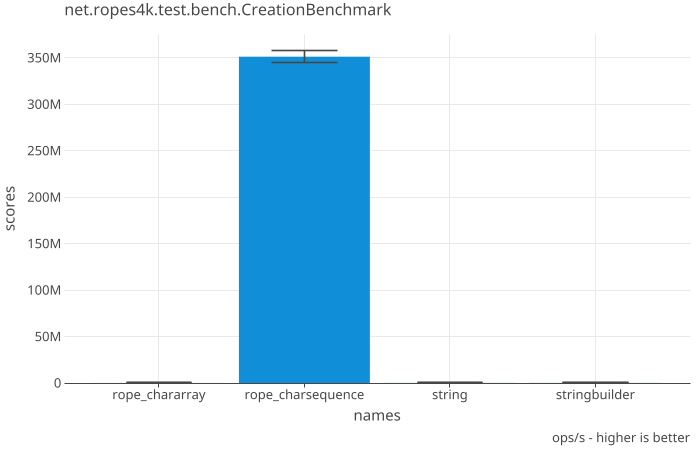 net.ropes4k.test.bench.CreationBenchmark
350M
300M
250M
200M
150M
100M
50M
0
scores
rope_chararray rope_charsequence string stringbuilder
names
ops/s - higher is better